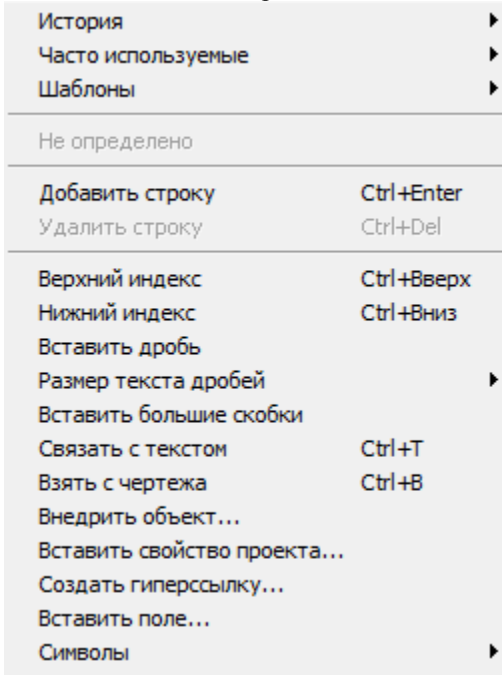 История
Часто используемые
Шаблоны
Не определено
Добавить строку Ctrl+Enter
Удалить строку Ctrl+Del
Верхний индекс Ctrl+Вверх
Нижний индекс Ctrl+Вниз
Вставить дробь
Размер текста дробей
Вставить большие скобки
Связать с текстом Ctrl+T
Взять с чертежа Ctrl+B
Внедрить объект...
Вставить свойство проекта...
Создать гиперссылку...
Вставить поле...
Символы